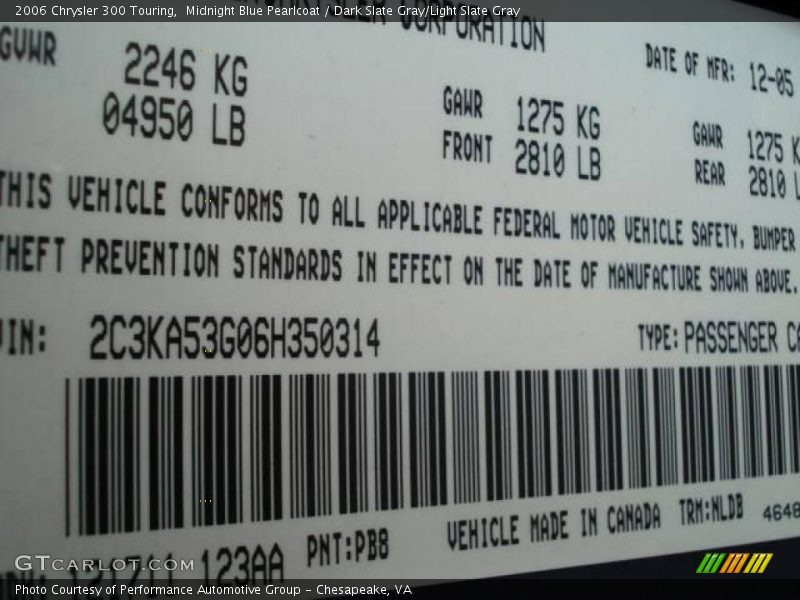 2006 Chrysler 300 Touring, Midnight Blue Pearlcoat / Dark Slate Gray/Light Slate Gray
CORPORATION
GVWR
2246 KG
04950 LB
GAWR
FRONT
1275 KG
2810 LB
DATE OF MFR: 12-05
GAWR
REAR
1275 K
2810 L
THIS VEHICLE CONFORMS TO ALL APPLICABLE FEDERAL MOTOR VEHICLE SAFETY, BUMPER
THEFT PREVENTION STANDARDS IN EFFECT ON THE DATE OF MANUFACTURE SHOWN ABOVE.
VIN: 2C3KA53G06H350314 TYPE: PASSENGER CA
VEHICLE MADE IN CANADA TRM:NLDB 4648
123AA PNT:PB8
GTCARLOT.COM
Photo Courtesy of Performance Automotive Group - Chesapeake, VA